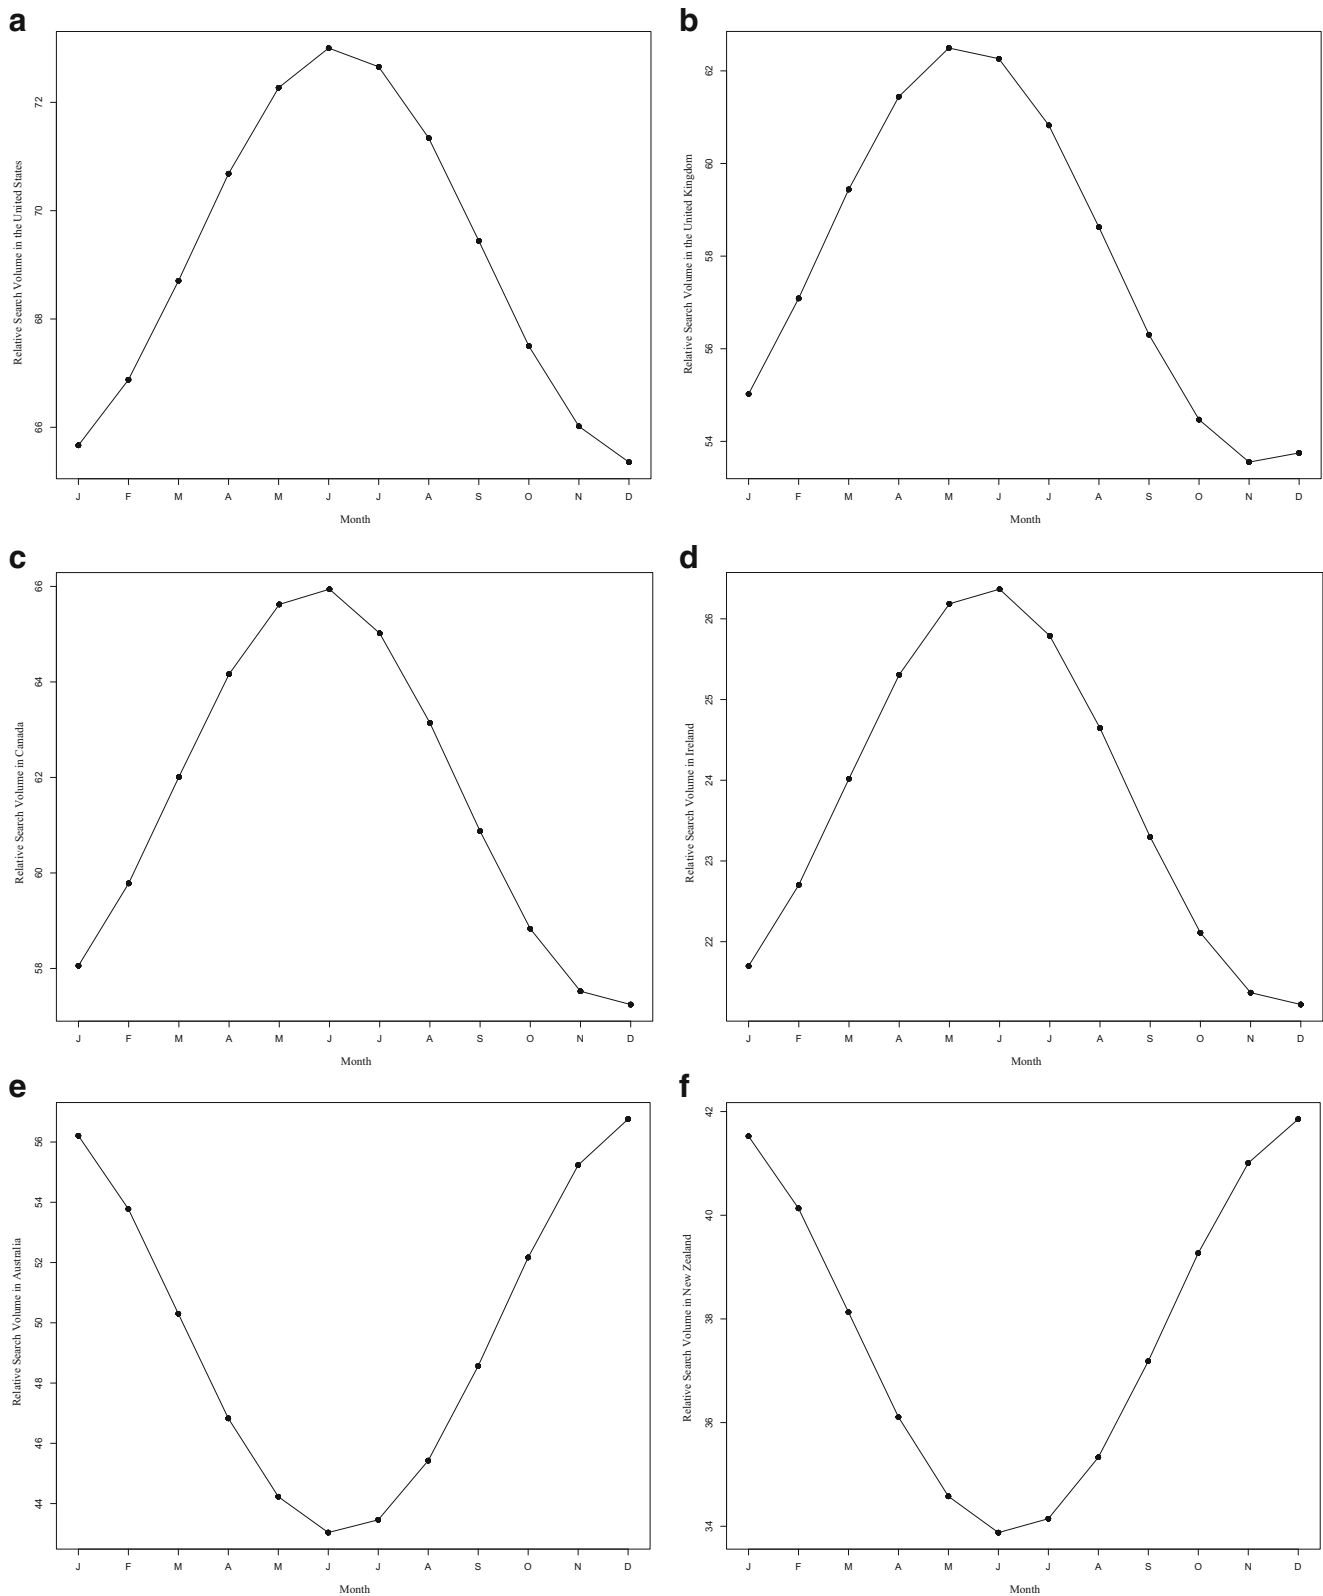 a
Relative Search Volume in the United States
72
70
68
66
J F M A M J J A S O N D
Month
b
Relative Search Volume in the United Kingdom
62
60
58
56
54
J F M A M J J A S O N D
Month
c
Relative Search Volume in Canada
66
64
62
60
58
J F M A M J J A S O N D
Month
d
Relative Search Volume in Ireland
26
25
24
23
22
J F M A M J J A S O N D
Month
e
Relative Search Volume in Australia
56
54
52
50
48
46
44
J F M A M J J A S O N D
Month
f
Relative Search Volume in New Zealand
42
40
38
36
34
J F M A M J J A S O N D
Month